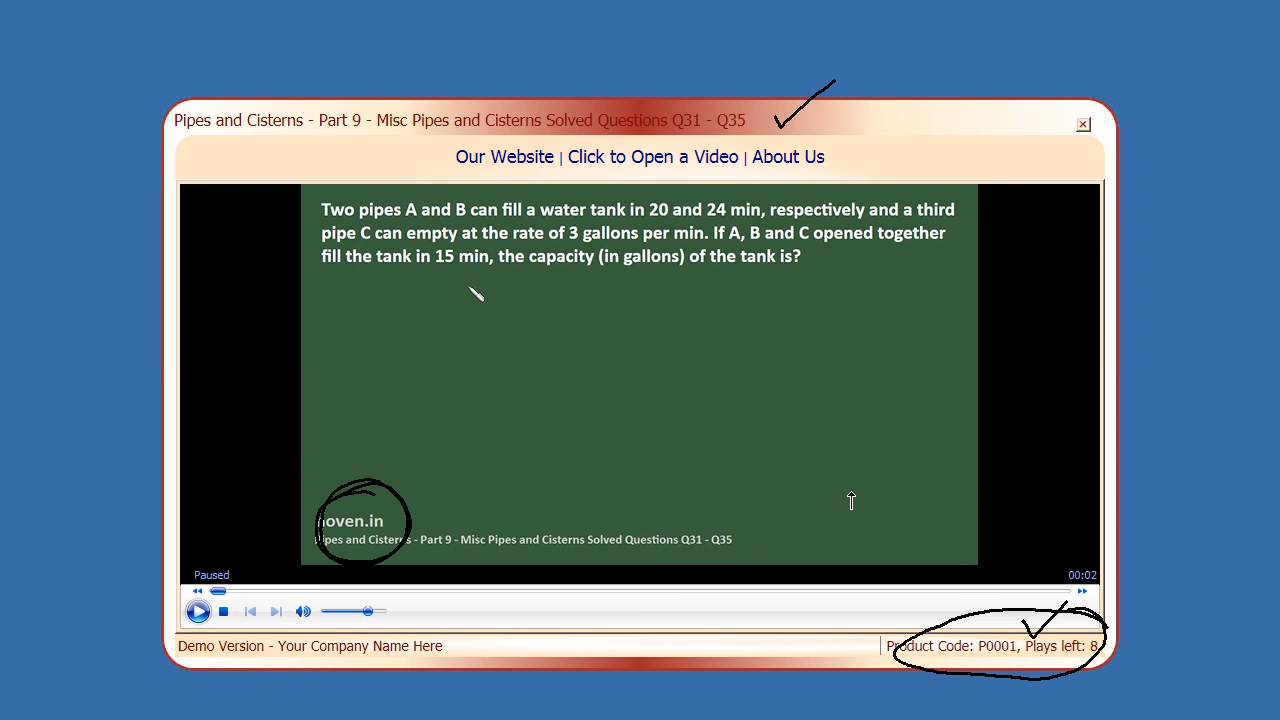 Pipes and Cisterns - Part 9 - Misc Pipes and Cisterns Solved Questions Q31 - Q35
Our Website | Click to Open a Video | About Us
Two pipes A and B can fill a water tank in 20 and 24 min, respectively and a third
pipe C can empty at the rate of 3 gallons per min. If A, B and C opened together
fill the tank in 15 min, the capacity (in gallons) of the tank is?
oven.in
Pipes and Cisterns - Part 9 - Misc Pipes and Cisterns Solved Questions Q31 - Q35
Paused
00:02
Demo Version - Your Company Name Here
Product Code: P0001, Plays left: 8